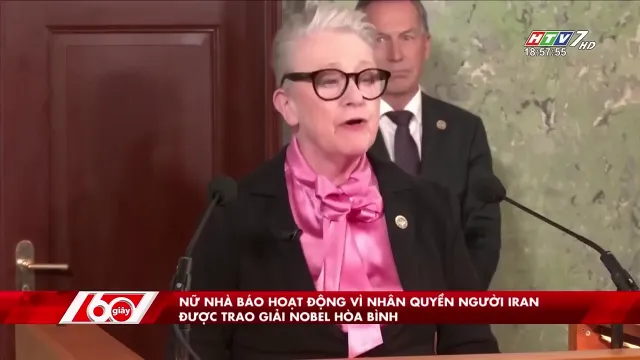 HTV7 HD
18:57:55
60 giây
NỮ NHÀ BÁO HOẠT ĐỘNG VÌ NHÂN QUYỀN NGƯỜI IRAN
ĐƯỢC TRAO GIẢI NOBEL HÒA BÌNH